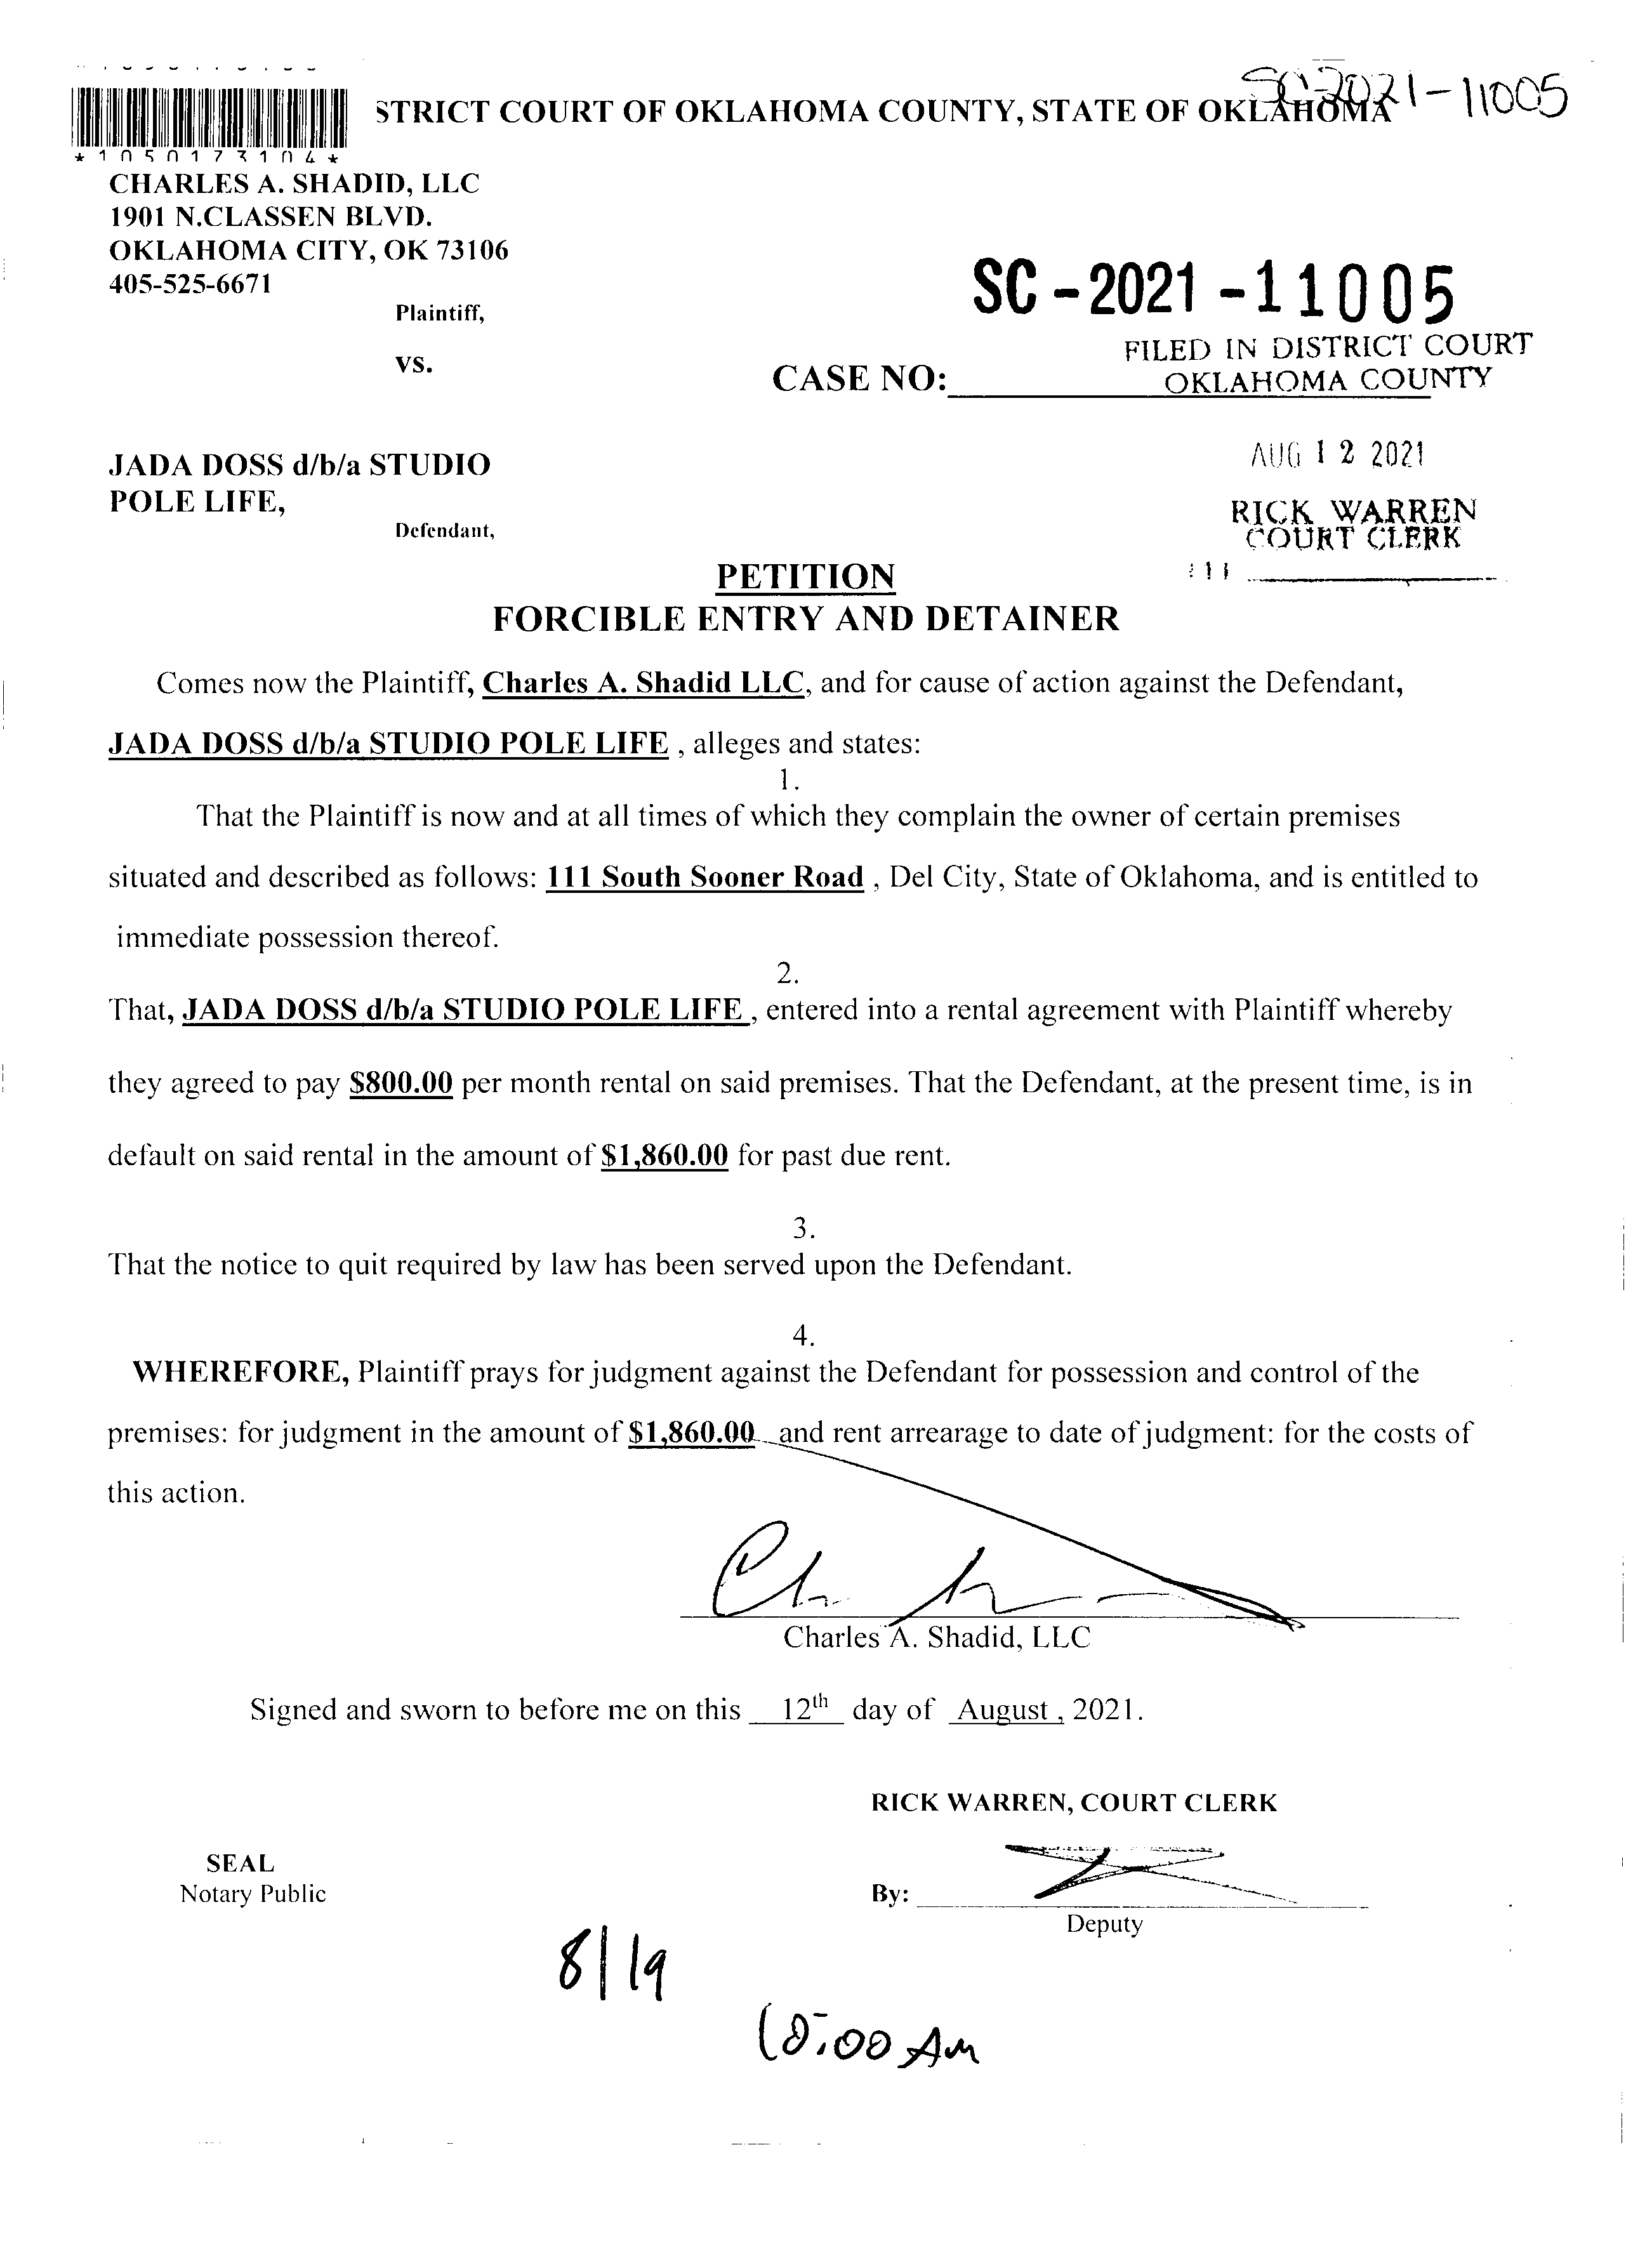 SC-2021-11005
STRICT COURT OF OKLAHOMA COUNTY, STATE OF OKLAHOMA
*1050173104*
CHARLES A. SHADID, LLC
1901 N.CLASSEN BLVD.
OKLAHOMA CITY, OK 73106
405-525-6671
Plaintiff,
SC-2021-11005
FILED IN DISTRICT COURT
OKLAHOMA COUNTY
vs.
CASE NO:
AUG 12 2021
JADA DOSS d/b/a STUDIO
POLE LIFE,
Defendant,
RICK WARREN
COURT CLERK
PETITION
FORCIBLE ENTRY AND DETAINER
Comes now the Plaintiff, Charles A. Shadid LLC, and for cause of action against the Defendant,
JADA DOSS d/b/a STUDIO POLE LIFE , alleges and states:
1.
That the Plaintiff is now and at all times of which they complain the owner of certain premises
situated and described as follows: 111 South Sooner Road , Del City, State of Oklahoma, and is entitled to
immediate possession thereof.
2.
That, JADA DOSS d/b/a STUDIO POLE LIFE , entered into a rental agreement with Plaintiff whereby
they agreed to pay $800.00 per month rental on said premises. That the Defendant, at the present time, is in
default on said rental in the amount of $1,860.00 for past due rent.
3.
That the notice to quit required by law has been served upon the Defendant.
4.
WHEREFORE, Plaintiff prays for judgment against the Defendant for possession and control of the
premises: for judgment in the amount of $1,860.00 and rent arrearage to date of judgment: for the costs of
this action.
Charles A. Shadid, LLC
Signed and sworn to before me on this 12th day of August , 2021.
RICK WARREN, COURT CLERK
SEAL
Notary Public
By:
Deputy
8/19
10:00 AM